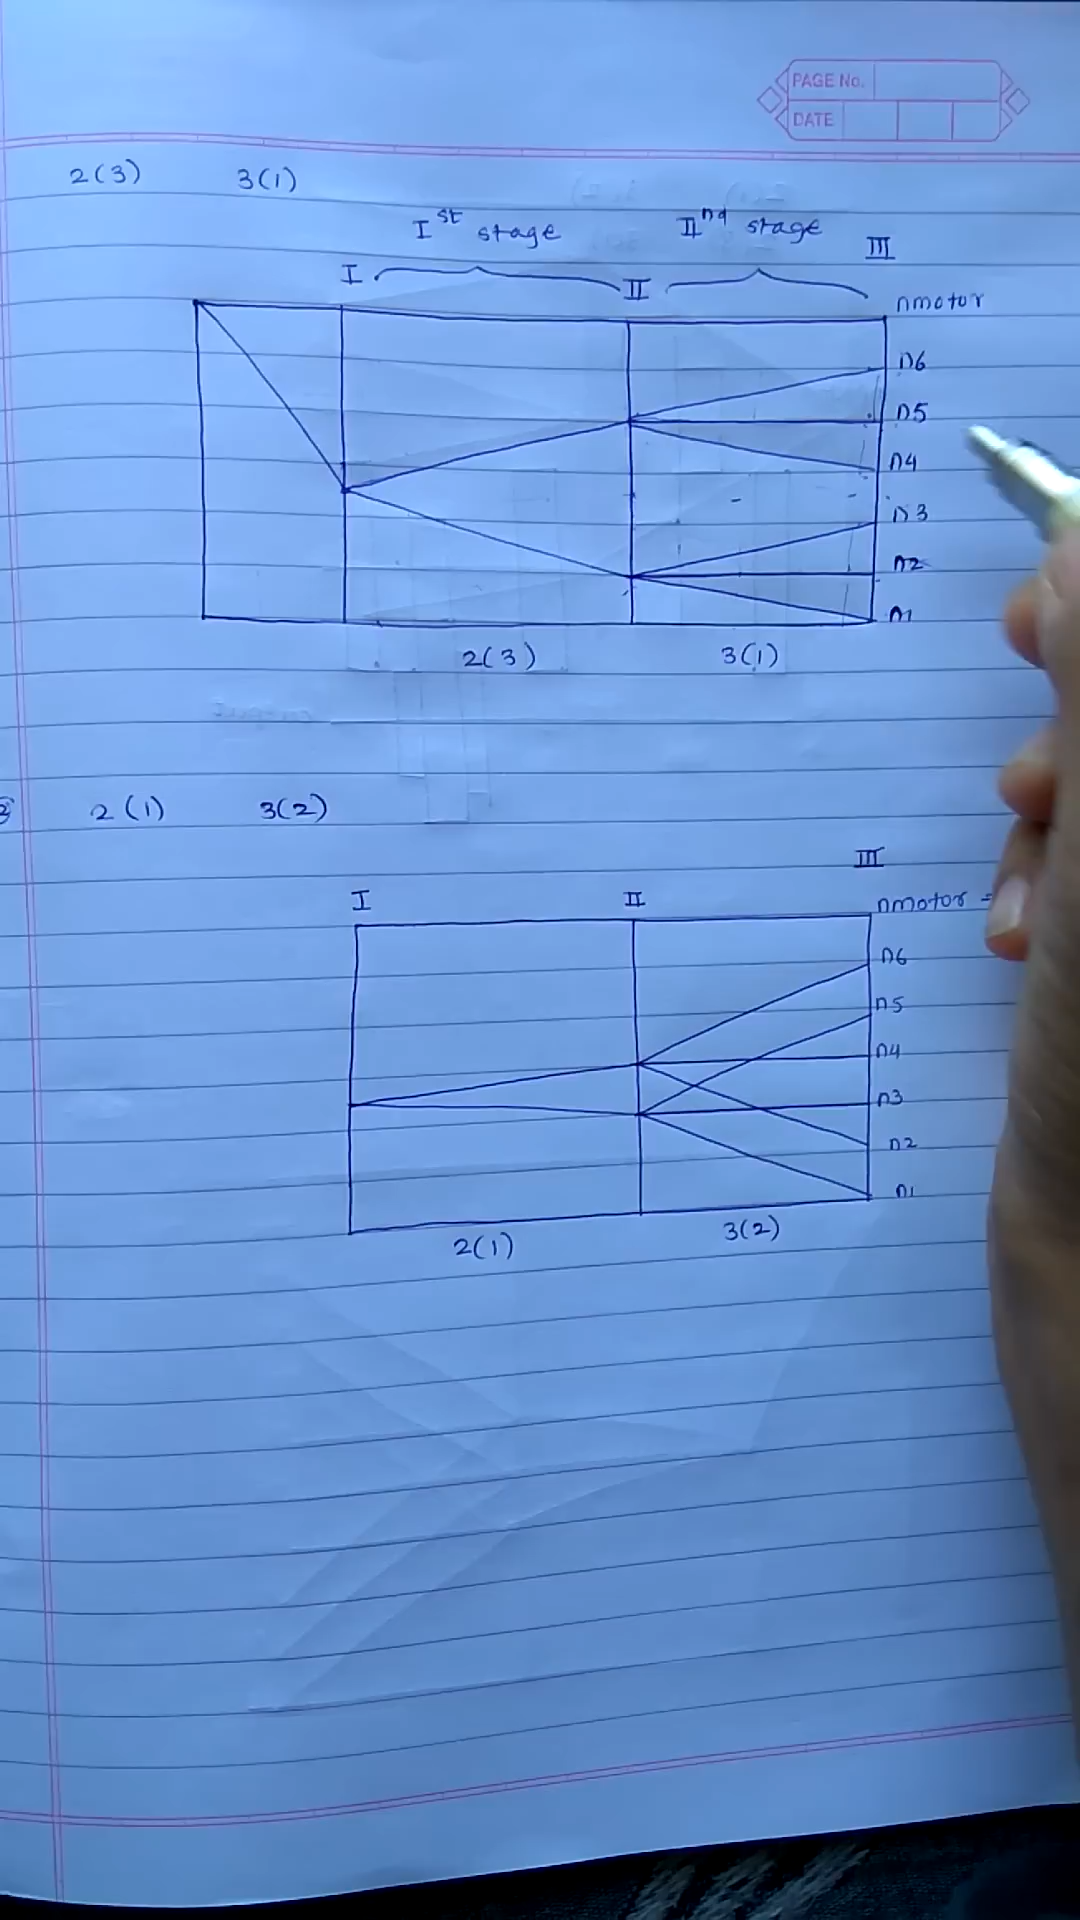 PAGE No.
DATE
2(3) 3(1)
Ist stage IInd stage
I II III
nmotor
n6
n5
n4
n3
n2
n1
2(3) 3(1)
2(1) 3(2)
I II III
nmotor =
n6
n5
n4
n3
n2
n1
2(1) 3(2)